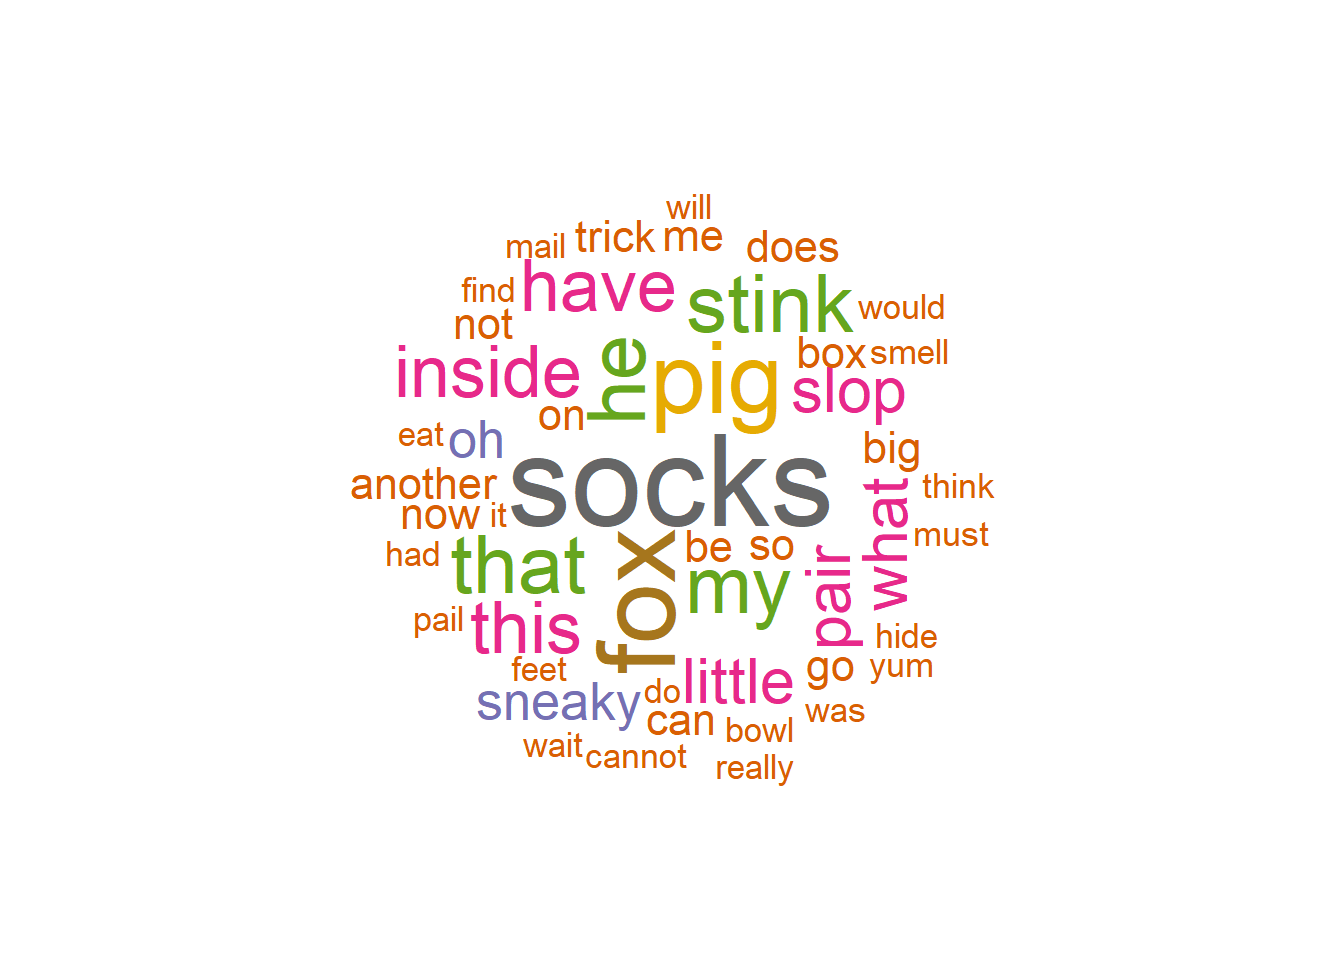 will
mail trick me does
find have stink would
not
inside he pig box smell
slop
on
eat oh socks big
another think
now it what
must
had that fox be so
my pair
pail this hide
feet little go yum
sneaky do
can bowl was
wait cannot really